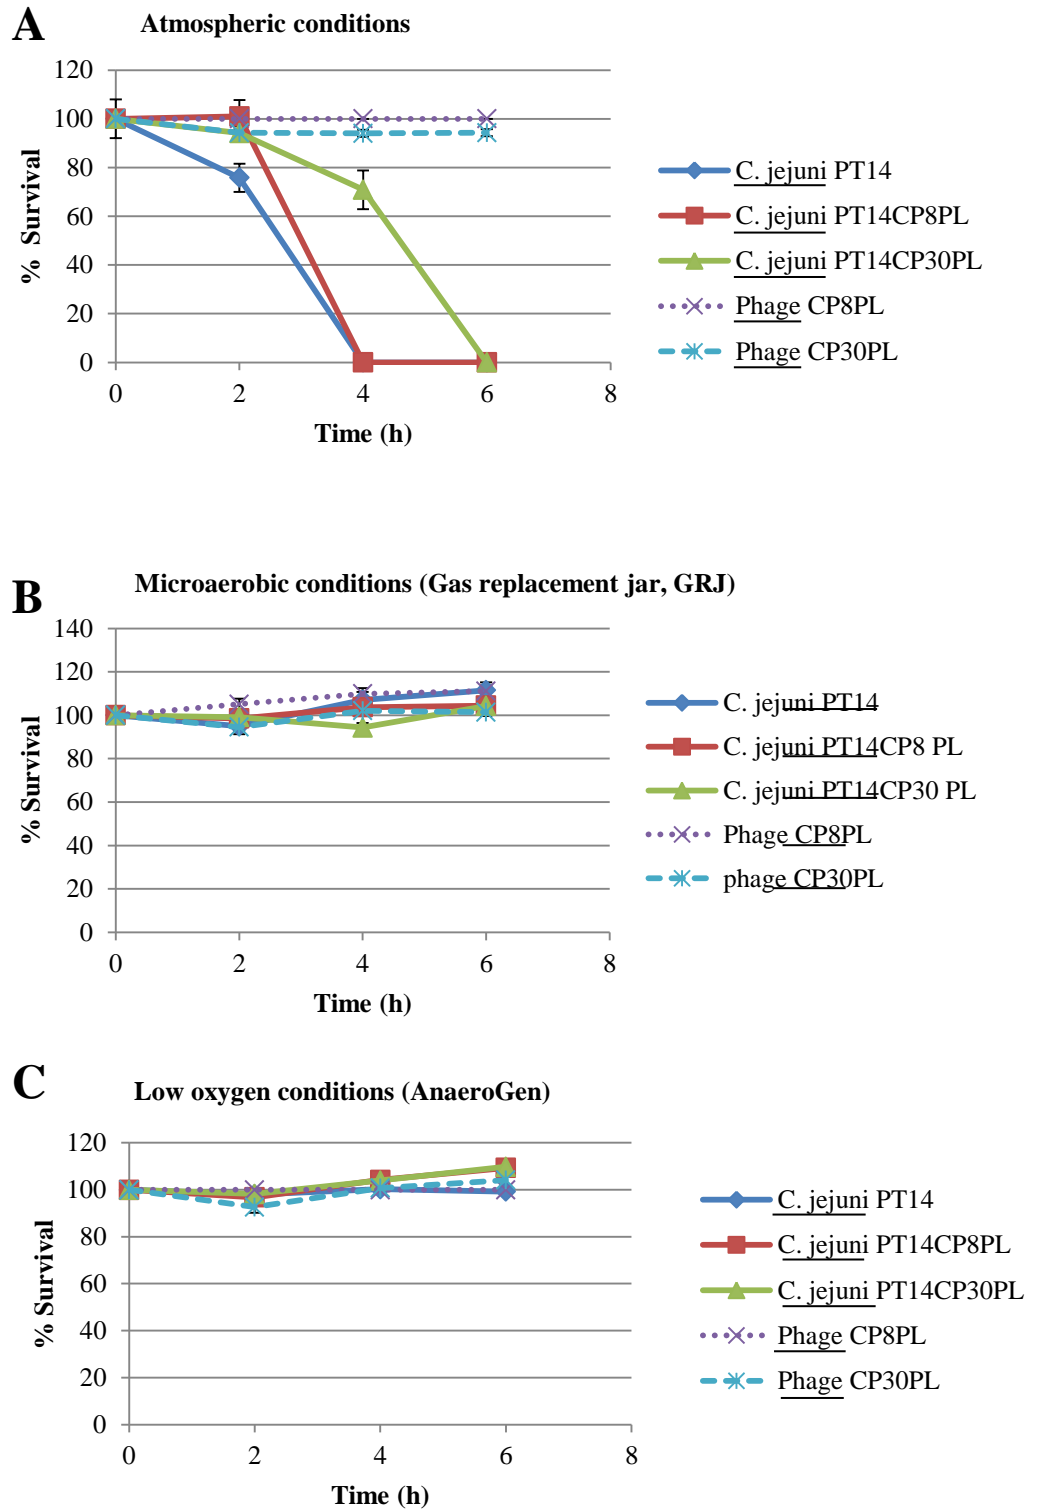 A
Atmospheric conditions
120
100
80
60
40
20
0
% Survival
0 2 4 6 8
Time (h)
C. jejuni PT14
C. jejuni PT14CP8PL
C. jejuni PT14CP30PL
Phage CP8PL
Phage CP30PL
B
Microaerobic conditions (Gas replacement jar, GRJ)
140
120
100
80
60
40
20
0
% Survival
0 2 4 6 8
Time (h)
C. jejuni PT14
C. jejuni PT14CP8 PL
C. jejuni PT14CP30 PL
Phage CP8PL
phage CP30PL
C
Low oxygen conditions (AnaeroGen)
120
100
80
60
40
20
0
% Survival
0 2 4 6 8
Time (h)
C. jejuni PT14
C. jejuni PT14CP8PL
C. jejuni PT14CP30PL
Phage CP8PL
Phage CP30PL